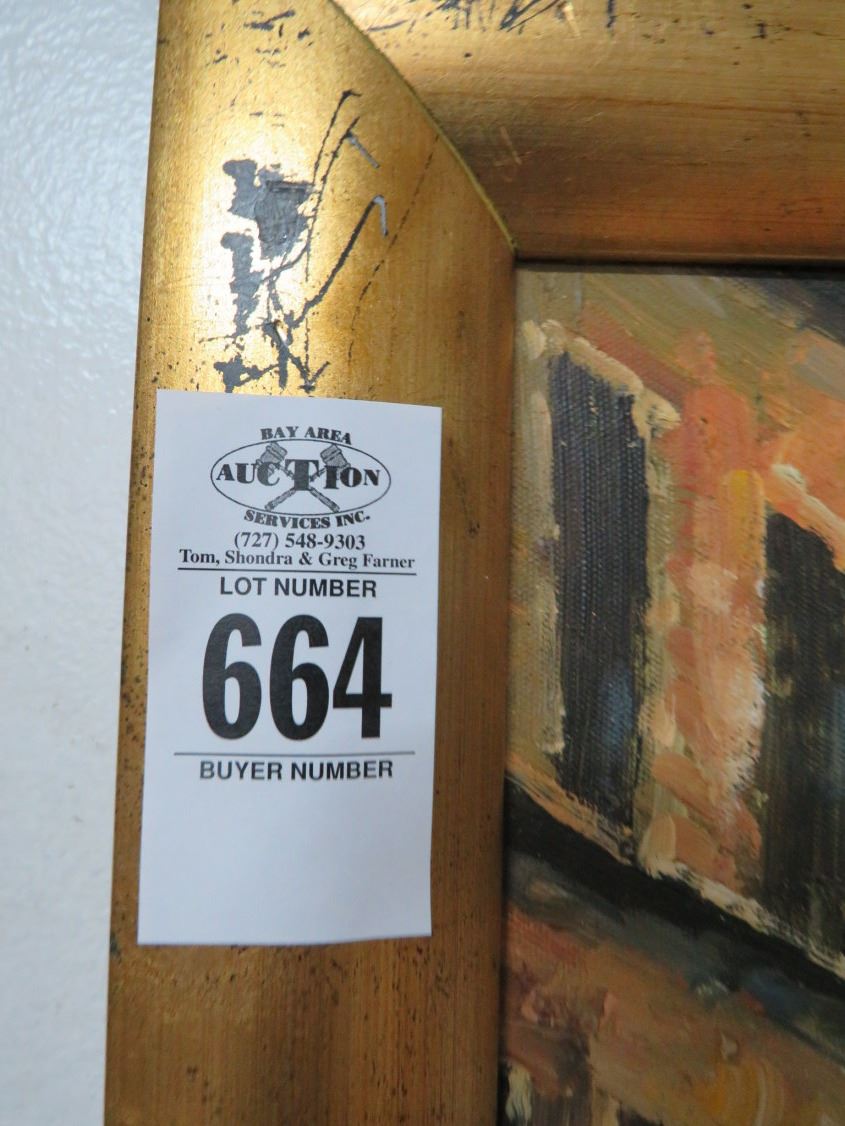 BAY AREA
AUCTION
SERVICES INC.
(727) 548-9303
Tom, Shondra & Greg Farner
LOT NUMBER
664
BUYER NUMBER